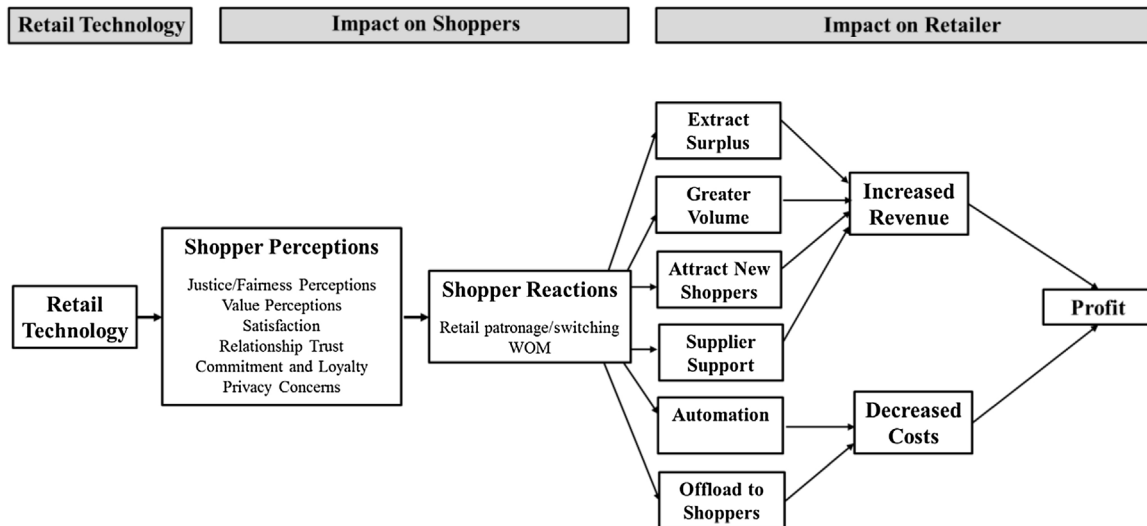 Retail Technology
Impact on Shoppers
Impact on Retailer
Retail
Technology
Shopper Perceptions
Justice/Fairness Perceptions
Value Perceptions
Satisfaction
Relationship Trust
Commitment and Loyalty
Privacy Concerns
Shopper Reactions
Retail patronage/switching
WOM
Extract
Surplus
Greater
Volume
Attract New
Shoppers
Supplier
Support
Automation
Offload to
Shoppers
Increased
Revenue
Decreased
Costs
Profit